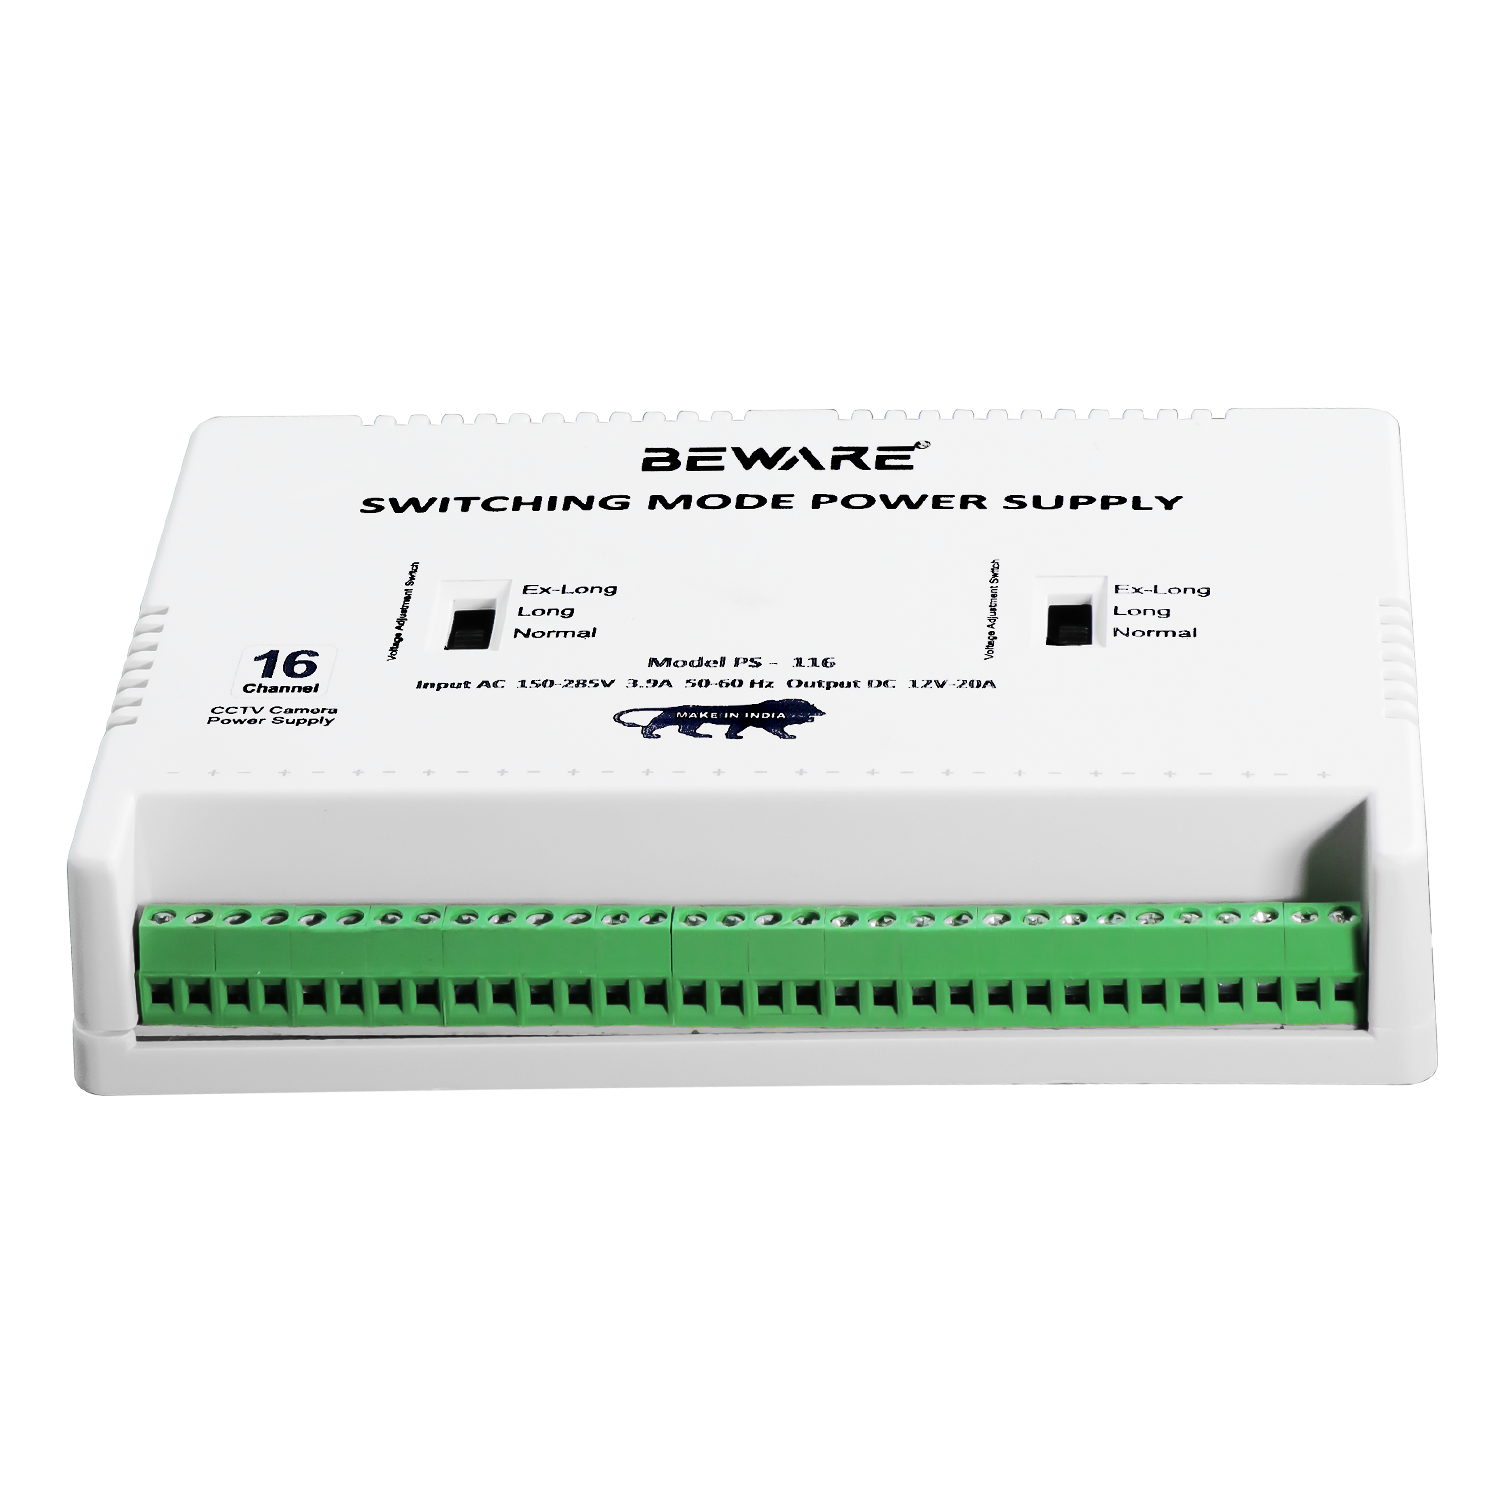 BEWARE®
SWITCHING MODE POWER SUPPLY
Voltage Adjustment Switch
Ex-Long
Long
Normal
Voltage Adjustment Switch
Ex-Long
Long
Normal
16
Channel
CCTV Camera
Power Supply
Model PS - 116
Input AC 150-285V 3.9A 50-60 Hz Output DC 12V-20A
MAKE IN INDIA
- + - + - + - + - + - + - + - + - + - + - + - + - + - + - + - +